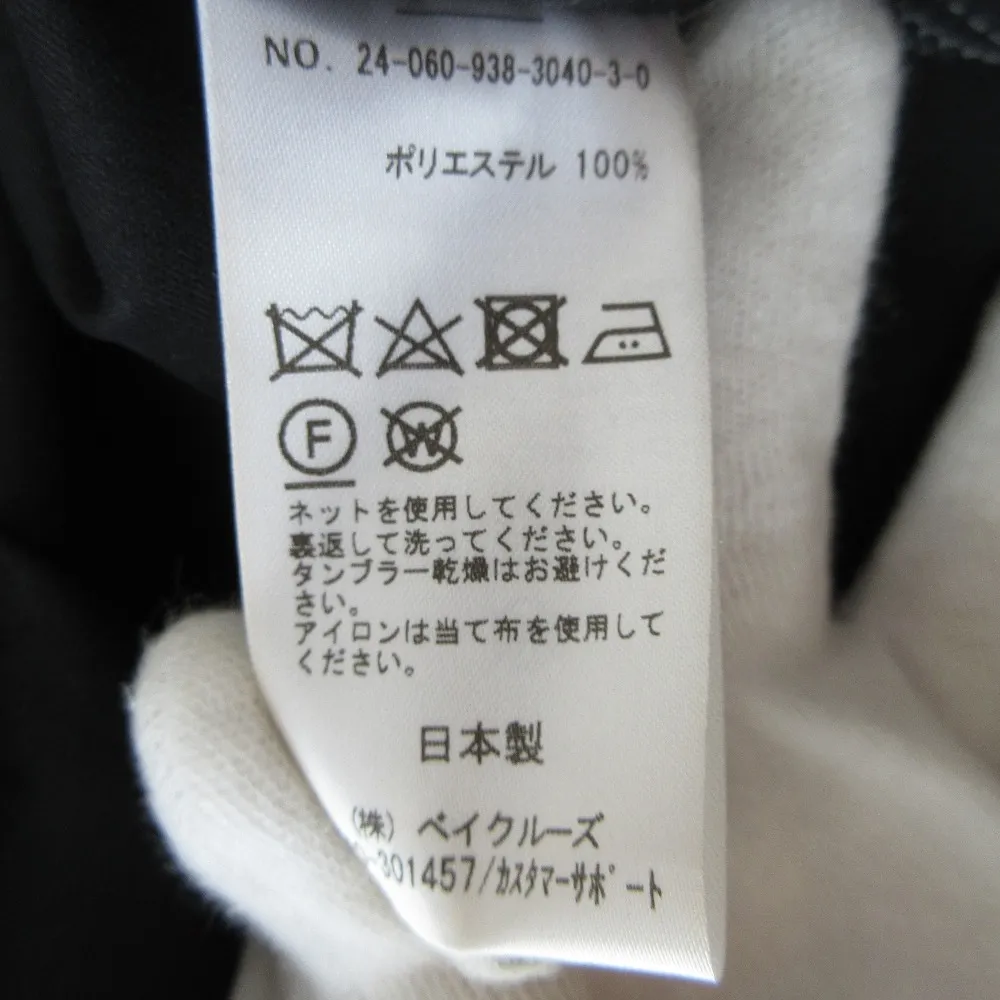 NO. 24-060-938-3040-3-0
ポリエステル 100%
F W
ネットを使用してください。
裏返して洗ってください。
タンブラー乾燥はお避けくだ
さい。
アイロンは当て布を使用して
ください。
日本製
(株) ベイクルーズ
-301457/カスタマーサポート